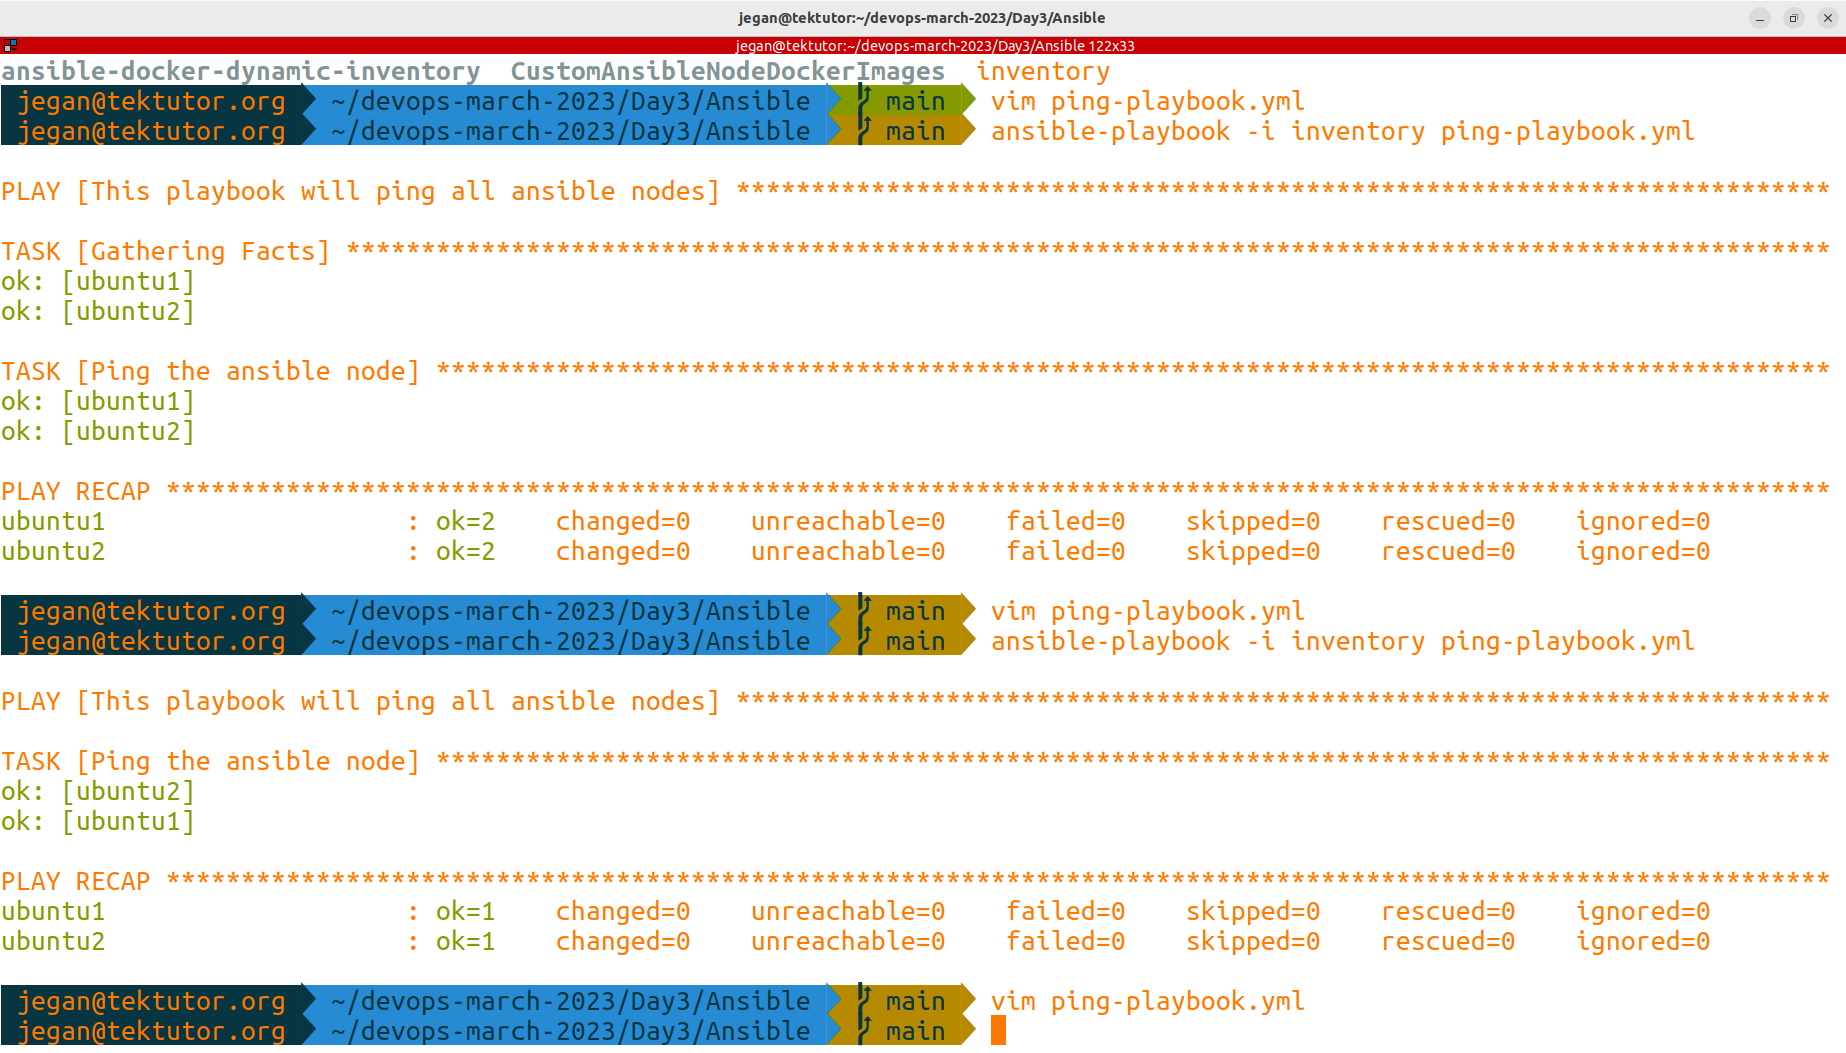 jegan@tektutor:~/devops-march-2023/Day3/Ansible
jegan@tektutor:~/devops-march-2023/Day3/Ansible 122x33
ansible-docker-dynamic-inventory  CustomAnsibleNodeDockerImages  inventory
jegan@tektutor.org  ~/devops-march-2023/Day3/Ansible  main  vim ping-playbook.yml
jegan@tektutor.org  ~/devops-march-2023/Day3/Ansible  main  ansible-playbook -i inventory ping-playbook.yml
PLAY [This playbook will ping all ansible nodes] *************************************************************************
TASK [Gathering Facts] ***************************************************************************************************
ok: [ubuntu1]
ok: [ubuntu2]
TASK [Ping the ansible node] *********************************************************************************************
ok: [ubuntu1]
ok: [ubuntu2]
PLAY RECAP ***************************************************************************************************************
ubuntu1                    : ok=2    changed=0    unreachable=0    failed=0    skipped=0    rescued=0    ignored=0
ubuntu2                    : ok=2    changed=0    unreachable=0    failed=0    skipped=0    rescued=0    ignored=0
jegan@tektutor.org  ~/devops-march-2023/Day3/Ansible  main  vim ping-playbook.yml
jegan@tektutor.org  ~/devops-march-2023/Day3/Ansible  main  ansible-playbook -i inventory ping-playbook.yml
PLAY [This playbook will ping all ansible nodes] *************************************************************************
TASK [Ping the ansible node] *********************************************************************************************
ok: [ubuntu2]
ok: [ubuntu1]
PLAY RECAP ***************************************************************************************************************
ubuntu1                    : ok=1    changed=0    unreachable=0    failed=0    skipped=0    rescued=0    ignored=0
ubuntu2                    : ok=1    changed=0    unreachable=0    failed=0    skipped=0    rescued=0    ignored=0
jegan@tektutor.org  ~/devops-march-2023/Day3/Ansible  main  vim ping-playbook.yml
jegan@tektutor.org  ~/devops-march-2023/Day3/Ansible  main